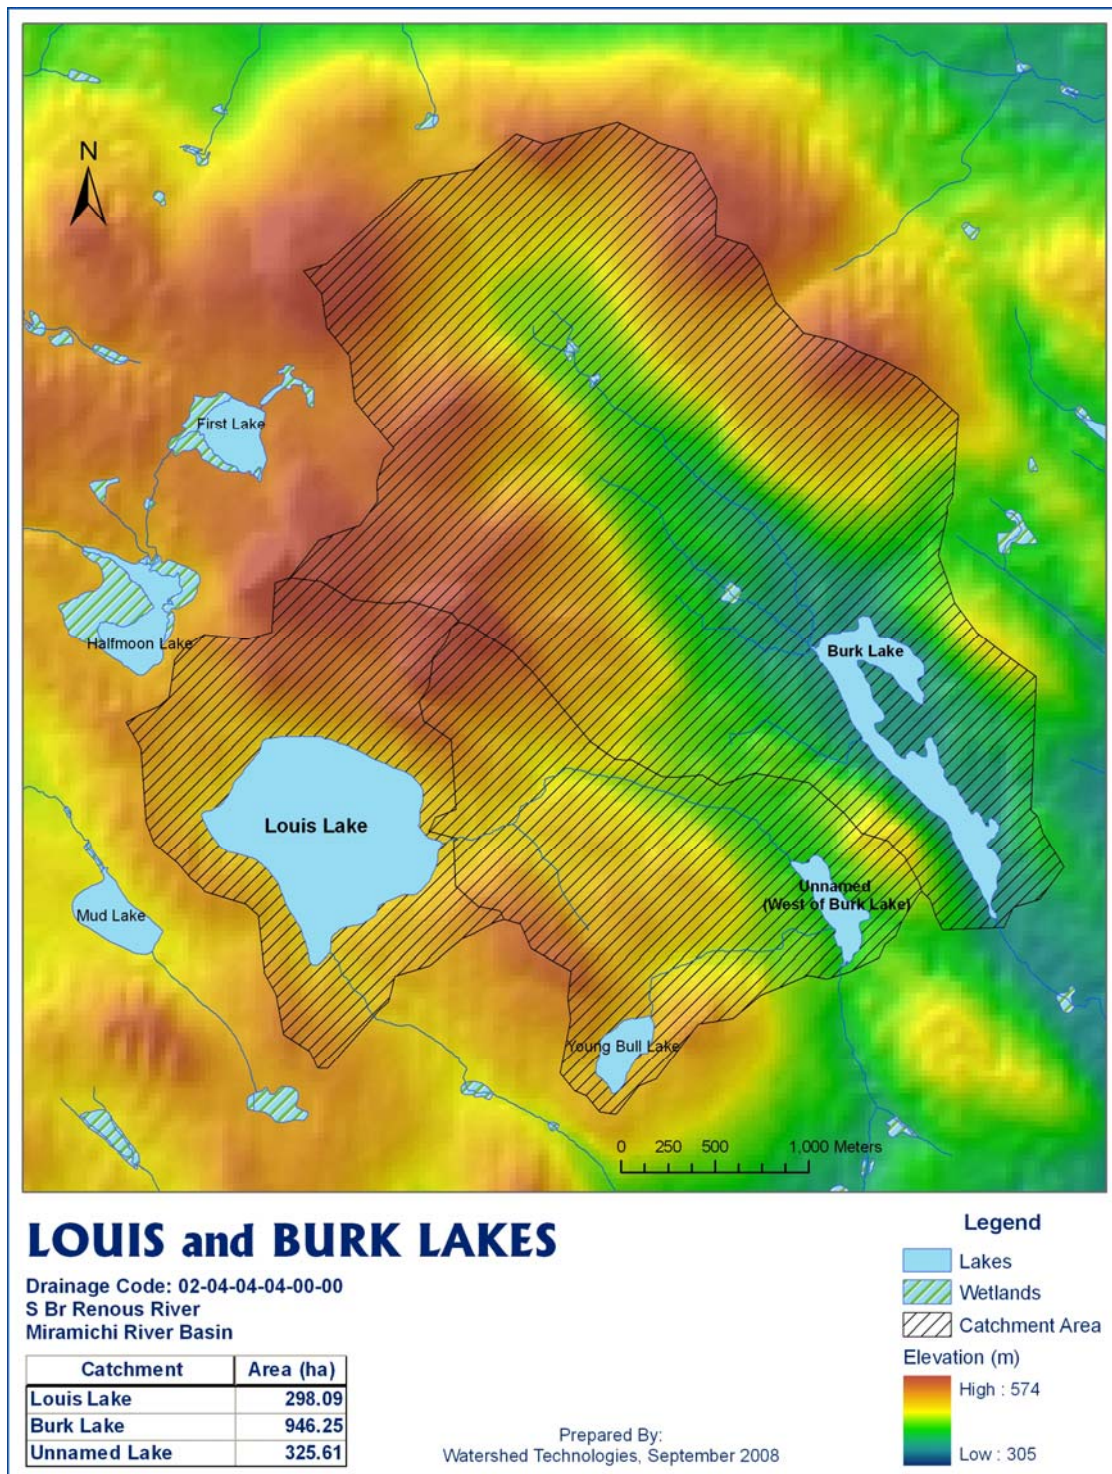 N
First Lake
Halfmoon Lake
Burk Lake
Louis Lake
Unnamed
(West of Burk Lake)
Mud Lake
Young Bull Lake
0 250 500 1,000 Meters
LOUIS and BURK LAKES
Drainage Code: 02-04-04-04-00-00
S Br Renous River
Miramichi River Basin
Catchment Area (ha)
Louis Lake 298.09
Burk Lake 946.25
Unnamed Lake 325.61
Prepared By:
Watershed Technologies, September 2008
Legend
Lakes
Wetlands
Catchment Area
Elevation (m)
High : 574
Low : 305